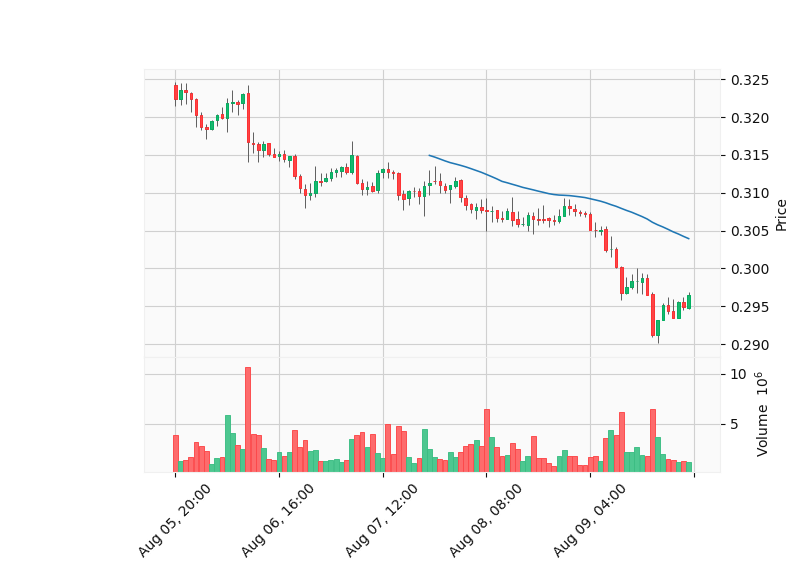 0.325
0.320
0.315
0.310
0.305
0.300
0.295
0.290
Price
10
5
Volume 10^6
Aug 05, 20:00
Aug 06, 16:00
Aug 07, 12:00
Aug 08, 08:00
Aug 09, 04:00